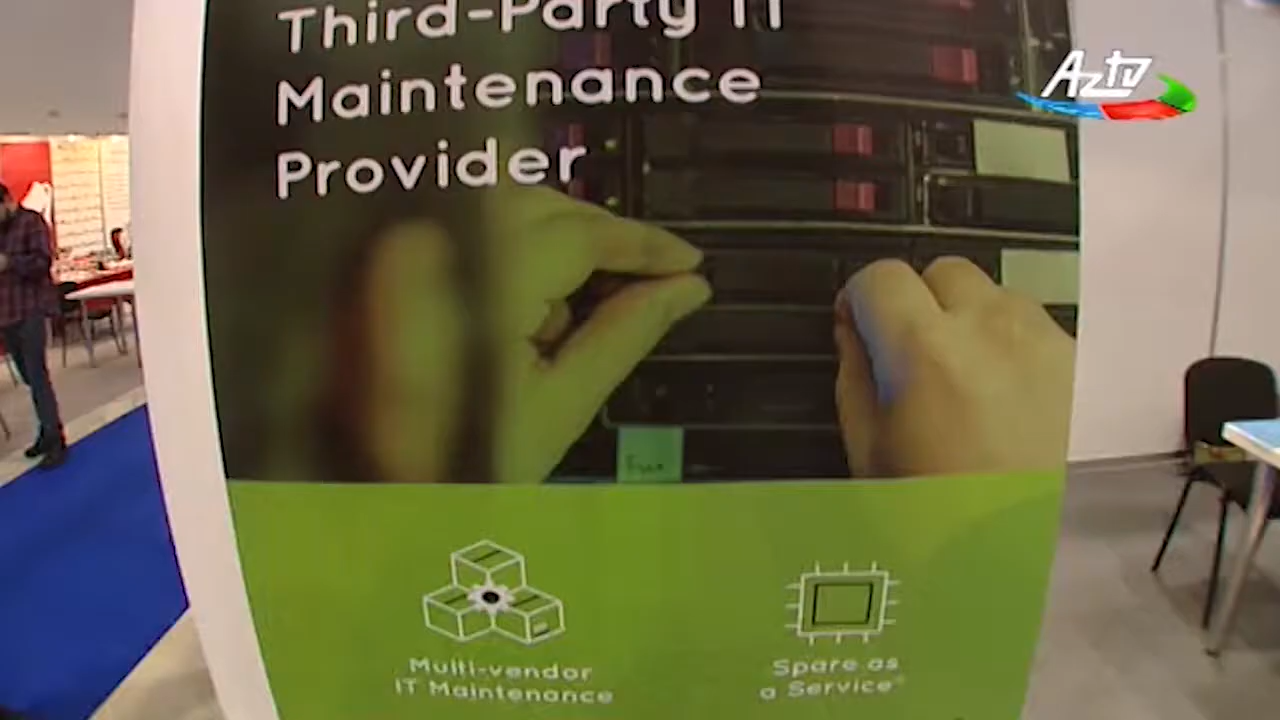 Third-Party IT
Maintenance
Provider
AzTV
Multi-vendor
IT Maintenance
Spare as
a Service